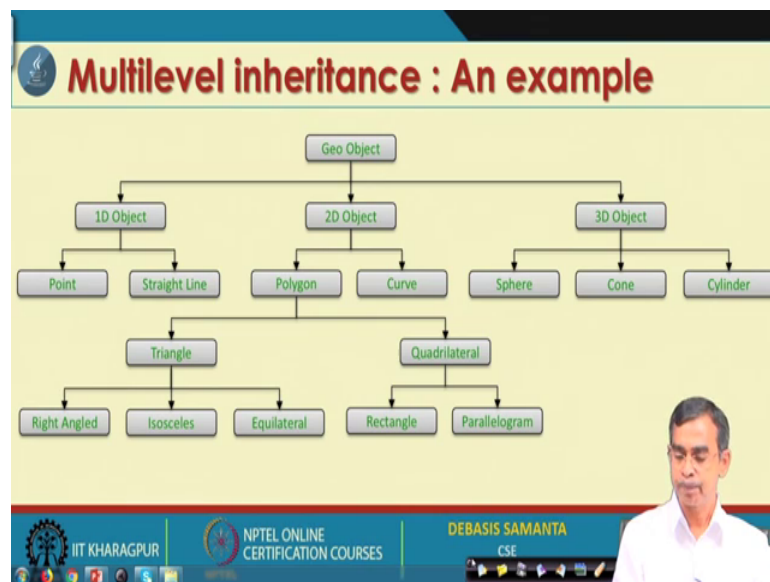 Multilevel inheritance : An example
Geo Object
1D Object 2D Object 3D Object
Point Straight Line Polygon Curve Sphere Cone Cylinder
Triangle Quadrilateral
Right Angled Isosceles Equilateral Rectangle Parallelogram
IIT KHARAGPUR
NPTEL ONLINE
CERTIFICATION COURSES
NPTEL
DEBASIS SAMANTA
CSE